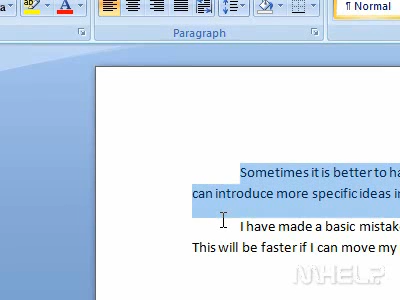 ab
A
¶ Normal
Paragraph
Sometimes it is better to ha
can introduce more specific ideas i
I have made a basic mistak
This will be faster if I can move my
MHELP